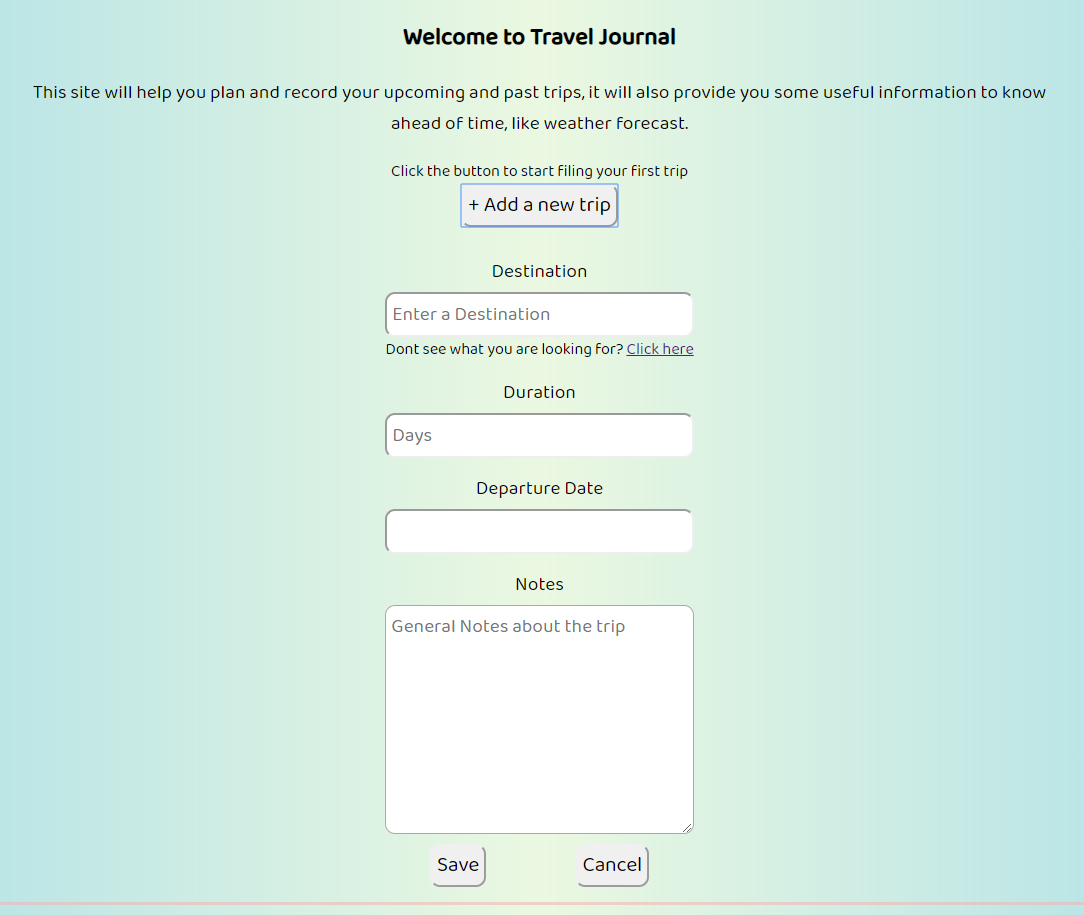 Welcome to Travel Journal
This site will help you plan and record your upcoming and past trips, it will also provide you some useful information to know
ahead of time, like weather forecast.
Click the button to start filing your first trip
+ Add a new trip
Destination
Enter a Destination
Dont see what you are looking for? Click here
Duration
Days
Departure Date
Notes
General Notes about the trip
Save
Cancel